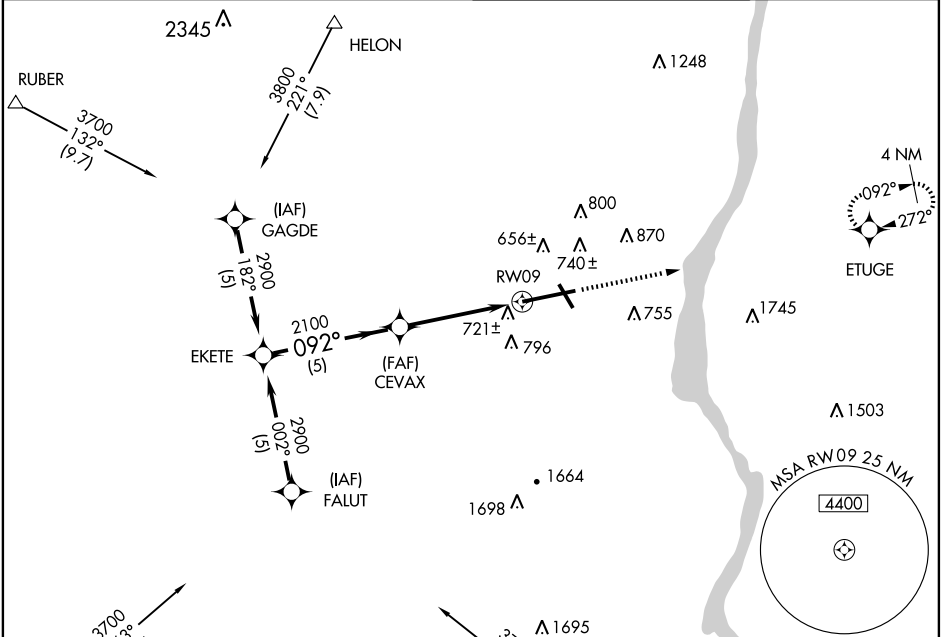 2345
HELON
1248
RUBER
3800
221°
(7.9)
3700
132°
(9.7)
4 NM
092°
272°
ETUGE
(IAF)
GAGDE
800
656±
870
740±
2900
182°
(5)
RW09
2100
092°
(5)
721±
755
1745
796
EKETE
(FAF)
CEVAX
2900
002°
(5)
1503
(IAF)
FALUT
1664
1698
MSA RW09 25 NM
4400
3700
1695